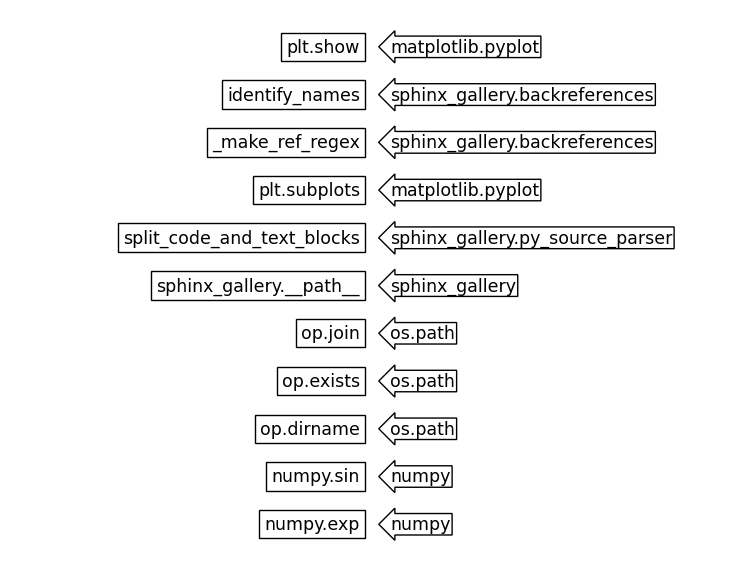 plt.show matplotlib.pyplot
identify_names sphinx_gallery.backreferences
_make_ref_regex sphinx_gallery.backreferences
plt.subplots matplotlib.pyplot
split_code_and_text_blocks sphinx_gallery.py_source_parser
sphinx_gallery.__path__ sphinx_gallery
op.join os.path
op.exists os.path
op.dirname os.path
numpy.sin numpy
numpy.exp numpy